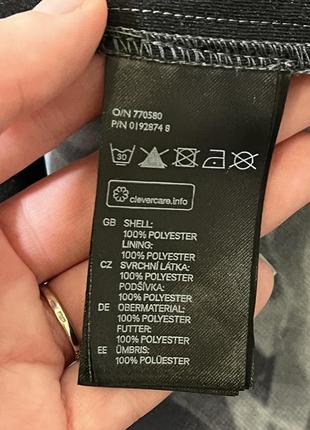 O/N 770580
P/N 0192874 8
30
clevercare.info
GB SHELL:
100% POLYESTER
LINING:
100% POLYESTER
CZ SVRCHNÍ LÁTKA:
100% POLYESTER
PODŠÍVKA:
100% POLYESTER
DE OBERMATERIAL:
100% POLYESTER
FUTTER:
100% POLYESTER
EE ÜMBRIS:
100% POLÜESTER